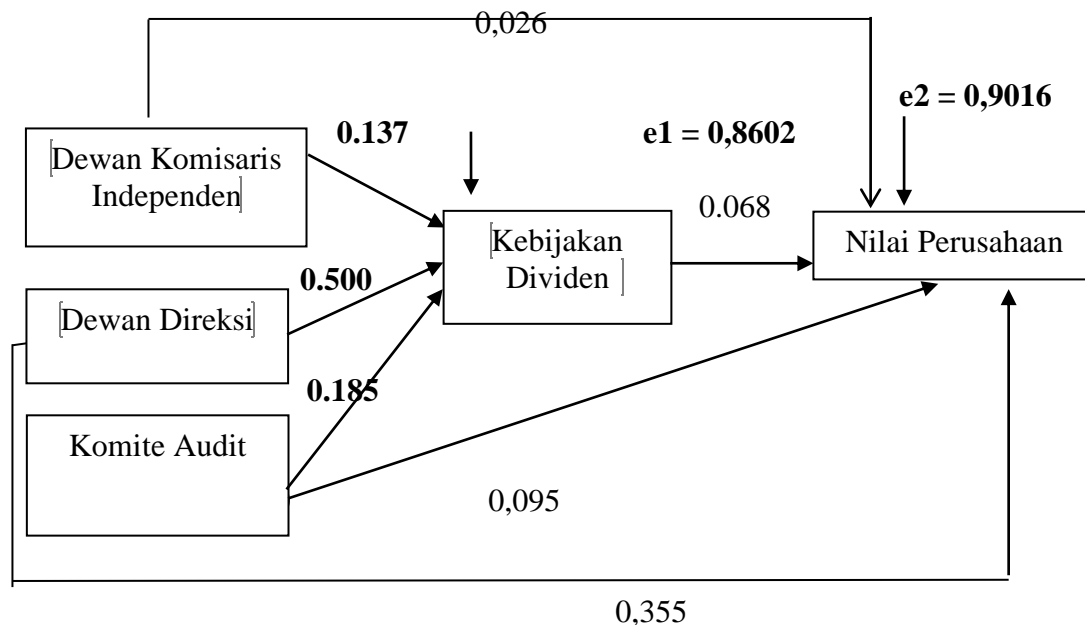 0,026
e2 = 0,9016
0.137
e1 = 0,8602
Dewan Komisaris
Independen
0.068
Kebijakan
Dividen
Nilai Perusahaan
0.500
Dewan Direksi
0.185
Komite Audit
0,095
0,355